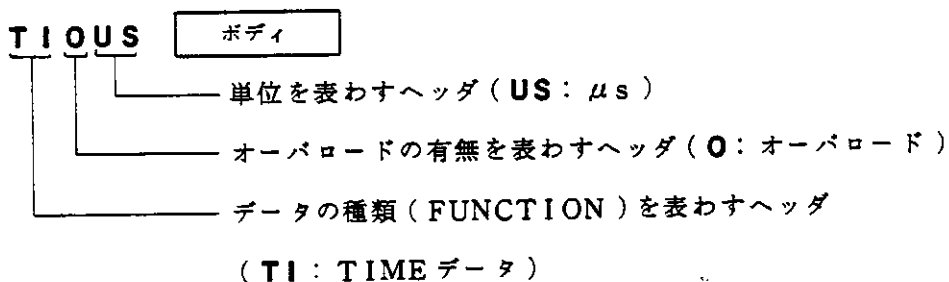 TIOUS ボディ
単位を表わすヘッダ(US：μs)
オーバロードの有無を表わすヘッダ(O：オーバロード)
データの種類(FUNCTION)を表わすヘッダ
(TI：TIMEデータ)